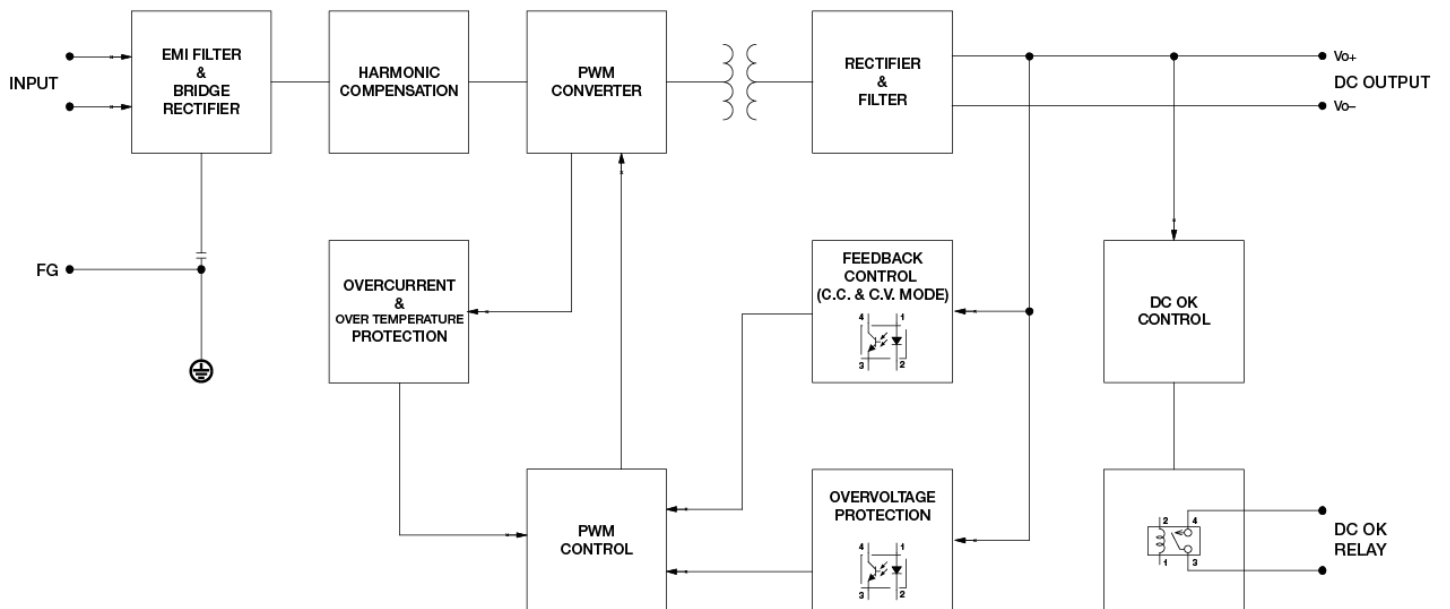 INPUT
EMI FILTER
&
BRIDGE
RECTIFIER
HARMONIC
COMPENSATION
PWM
CONVERTER
RECTIFIER
&
FILTER
Vo+
DC OUTPUT
Vo–
FG
OVERCURRENT
&
OVER TEMPERATURE
PROTECTION
FEEDBACK
CONTROL
(C.C. & C.V. MODE)
4 1
3 2
DC OK
CONTROL
PWM
CONTROL
OVERVOLTAGE
PROTECTION
4 1
3 2
2 4
1 3
DC OK
RELAY